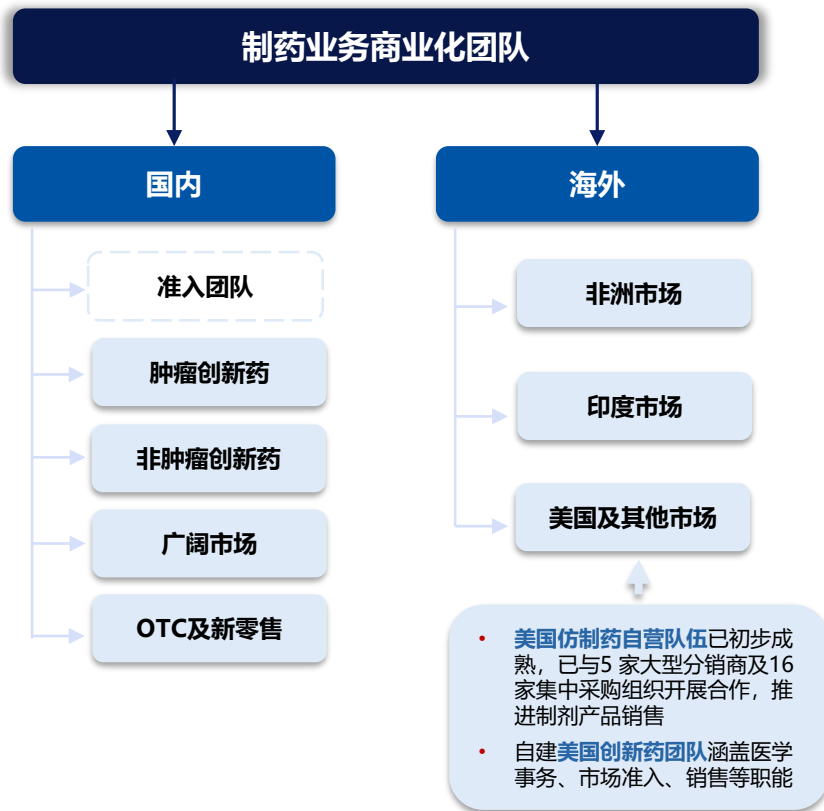 制药业务商业化团队
国内
准入团队
肿瘤创新药
非肿瘤创新药
广阔市场
OTC及新零售
海外
非洲市场
印度市场
美国及其他市场
• 美国仿制药自营队伍已初步成
熟，已与5 家大型分销商及16
家集中采购组织开展合作，推
进制剂产品销售
• 自建美国创新药团队涵盖医学
事务、市场准入、销售等职能